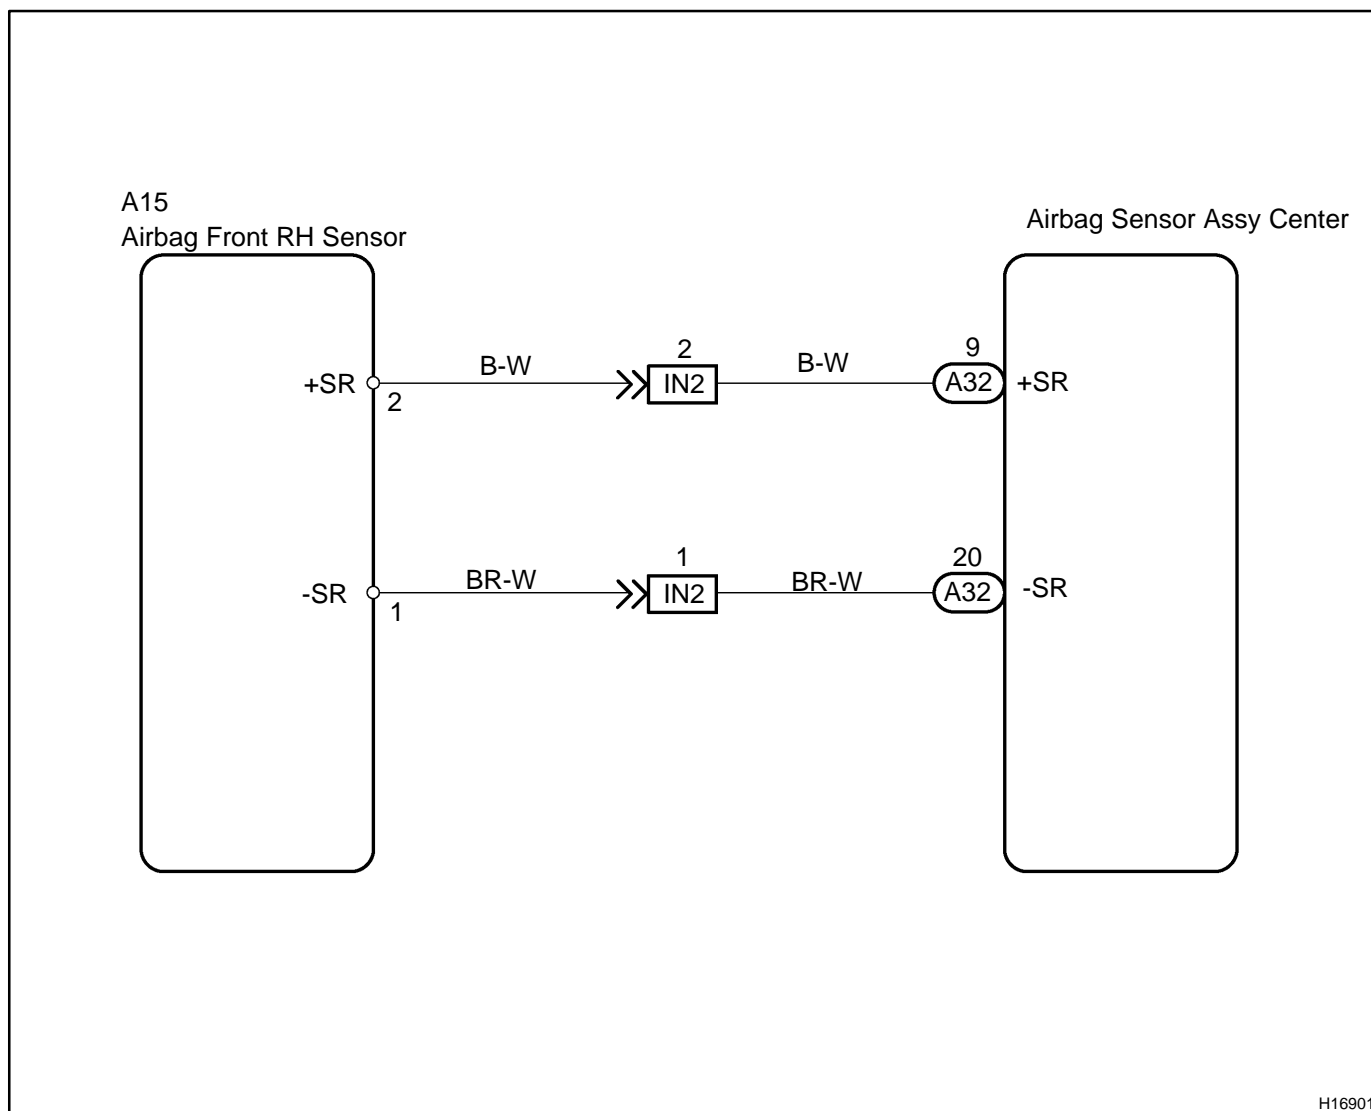 A15
Airbag Front RH Sensor
Airbag Sensor Assy Center
2
9
B-W
B-W
+SR
IN2
A32
+SR
2
1
20
BR-W
BR-W
-SR
IN2
A32
-SR
1
H16901